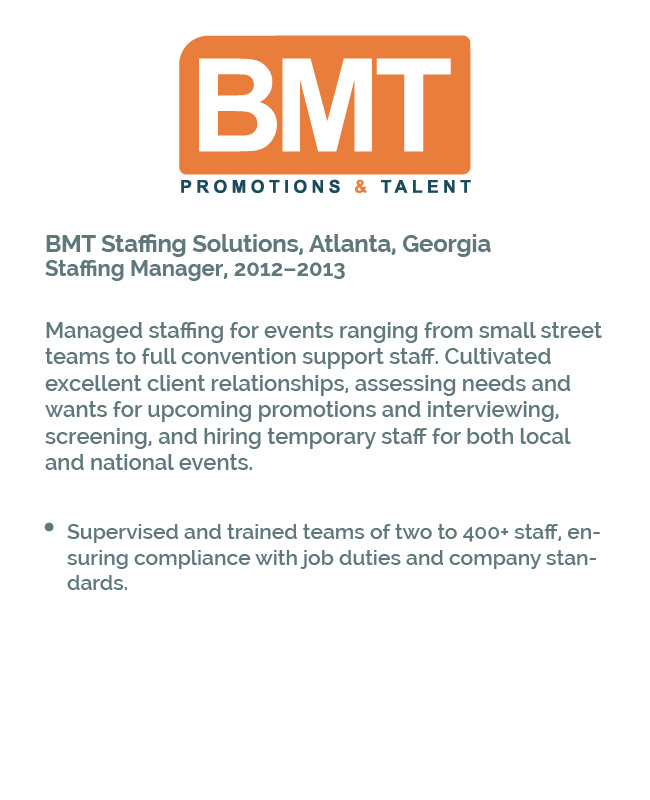 BMT
PROMOTIONS & TALENT
BMT Staffing Solutions, Atlanta, Georgia
Staffing Manager, 2012–2013
Managed staffing for events ranging from small street
teams to full convention support staff. Cultivated
excellent client relationships, assessing needs and
wants for upcoming promotions and interviewing,
screening, and hiring temporary staff for both local
and national events.
• Supervised and trained teams of two to 400+ staff, en-
suring compliance with job duties and company stan-
dards.